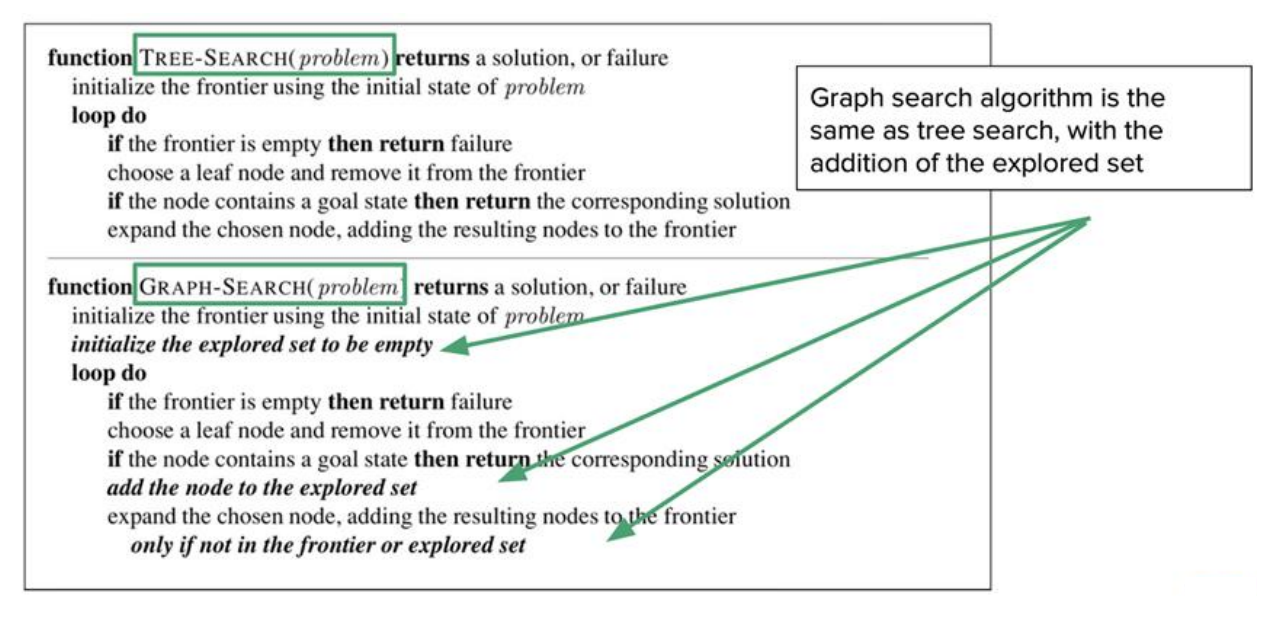 function TREE-SEARCH(problem) returns a solution, or failure
initialize the frontier using the initial state of problem
loop do
if the frontier is empty then return failure
choose a leaf node and remove it from the frontier
if the node contains a goal state then return the corresponding solution
expand the chosen node, adding the resulting nodes to the frontier
Graph search algorithm is the
same as tree search, with the
addition of the explored set
function GRAPH-SEARCH(problem) returns a solution, or failure
initialize the frontier using the initial state of problem
initialize the explored set to be empty
loop do
if the frontier is empty then return failure
choose a leaf node and remove it from the frontier
if the node contains a goal state then return the corresponding solution
add the node to the explored set
expand the chosen node, adding the resulting nodes to the frontier
only if not in the frontier or explored set